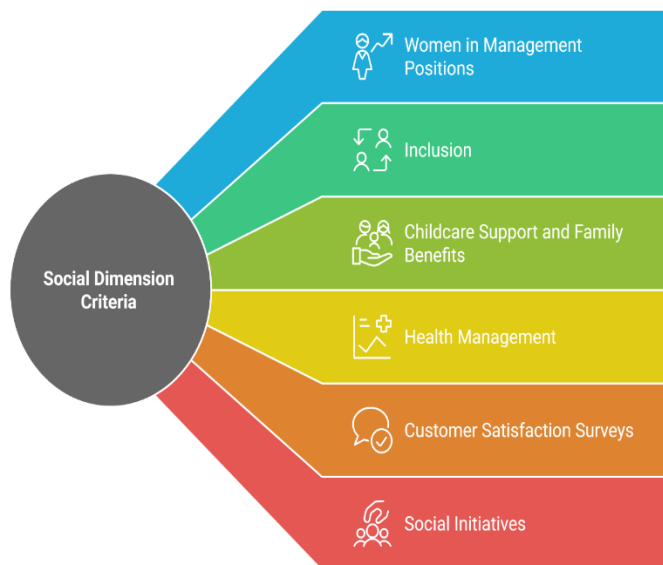 Women in Management
Positions
Inclusion
Childcare Support and Family
Benefits
Social Dimension
Criteria
Health Management
Customer Satisfaction Surveys
Social Initiatives